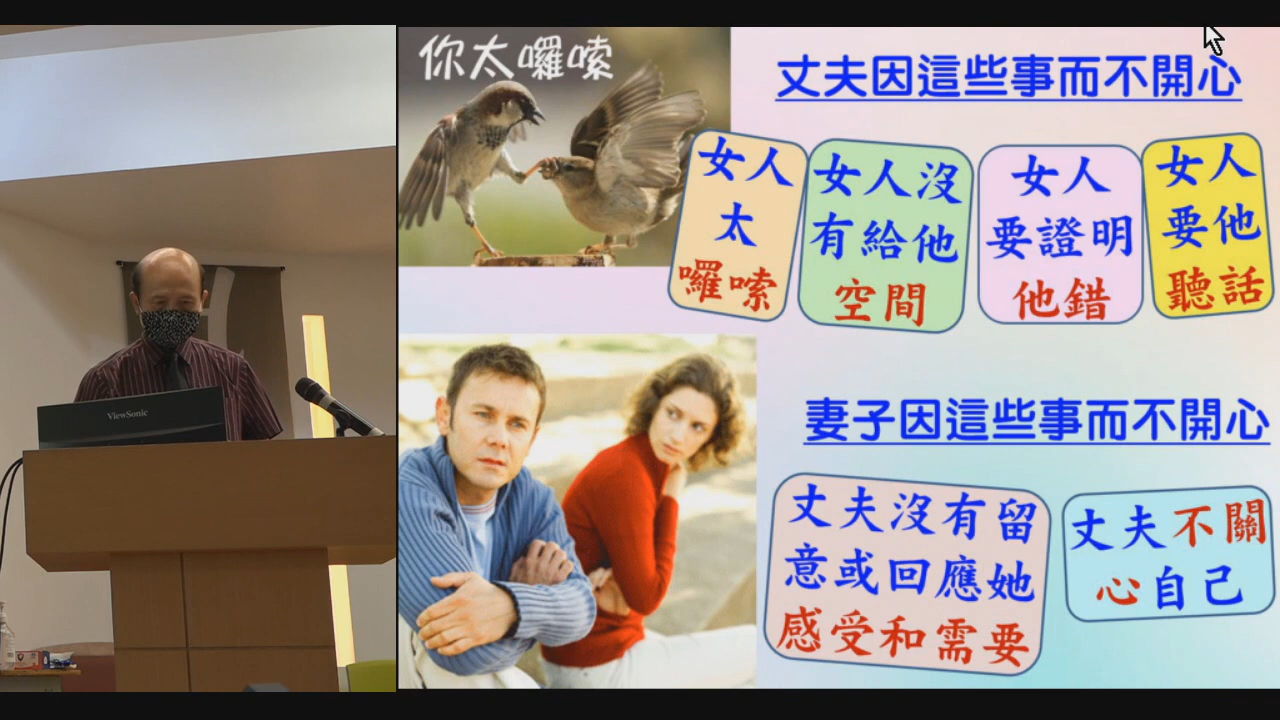 你太囉嗦
丈夫因這些事而不開心
女人
太
囉嗦
女人沒
有給他
空間
女人
要證明
他錯
女人
要他
聽話
妻子因這些事而不開心
丈夫沒有留
意或回應她
感受和需要
丈夫不關
心自己
ViewSonic